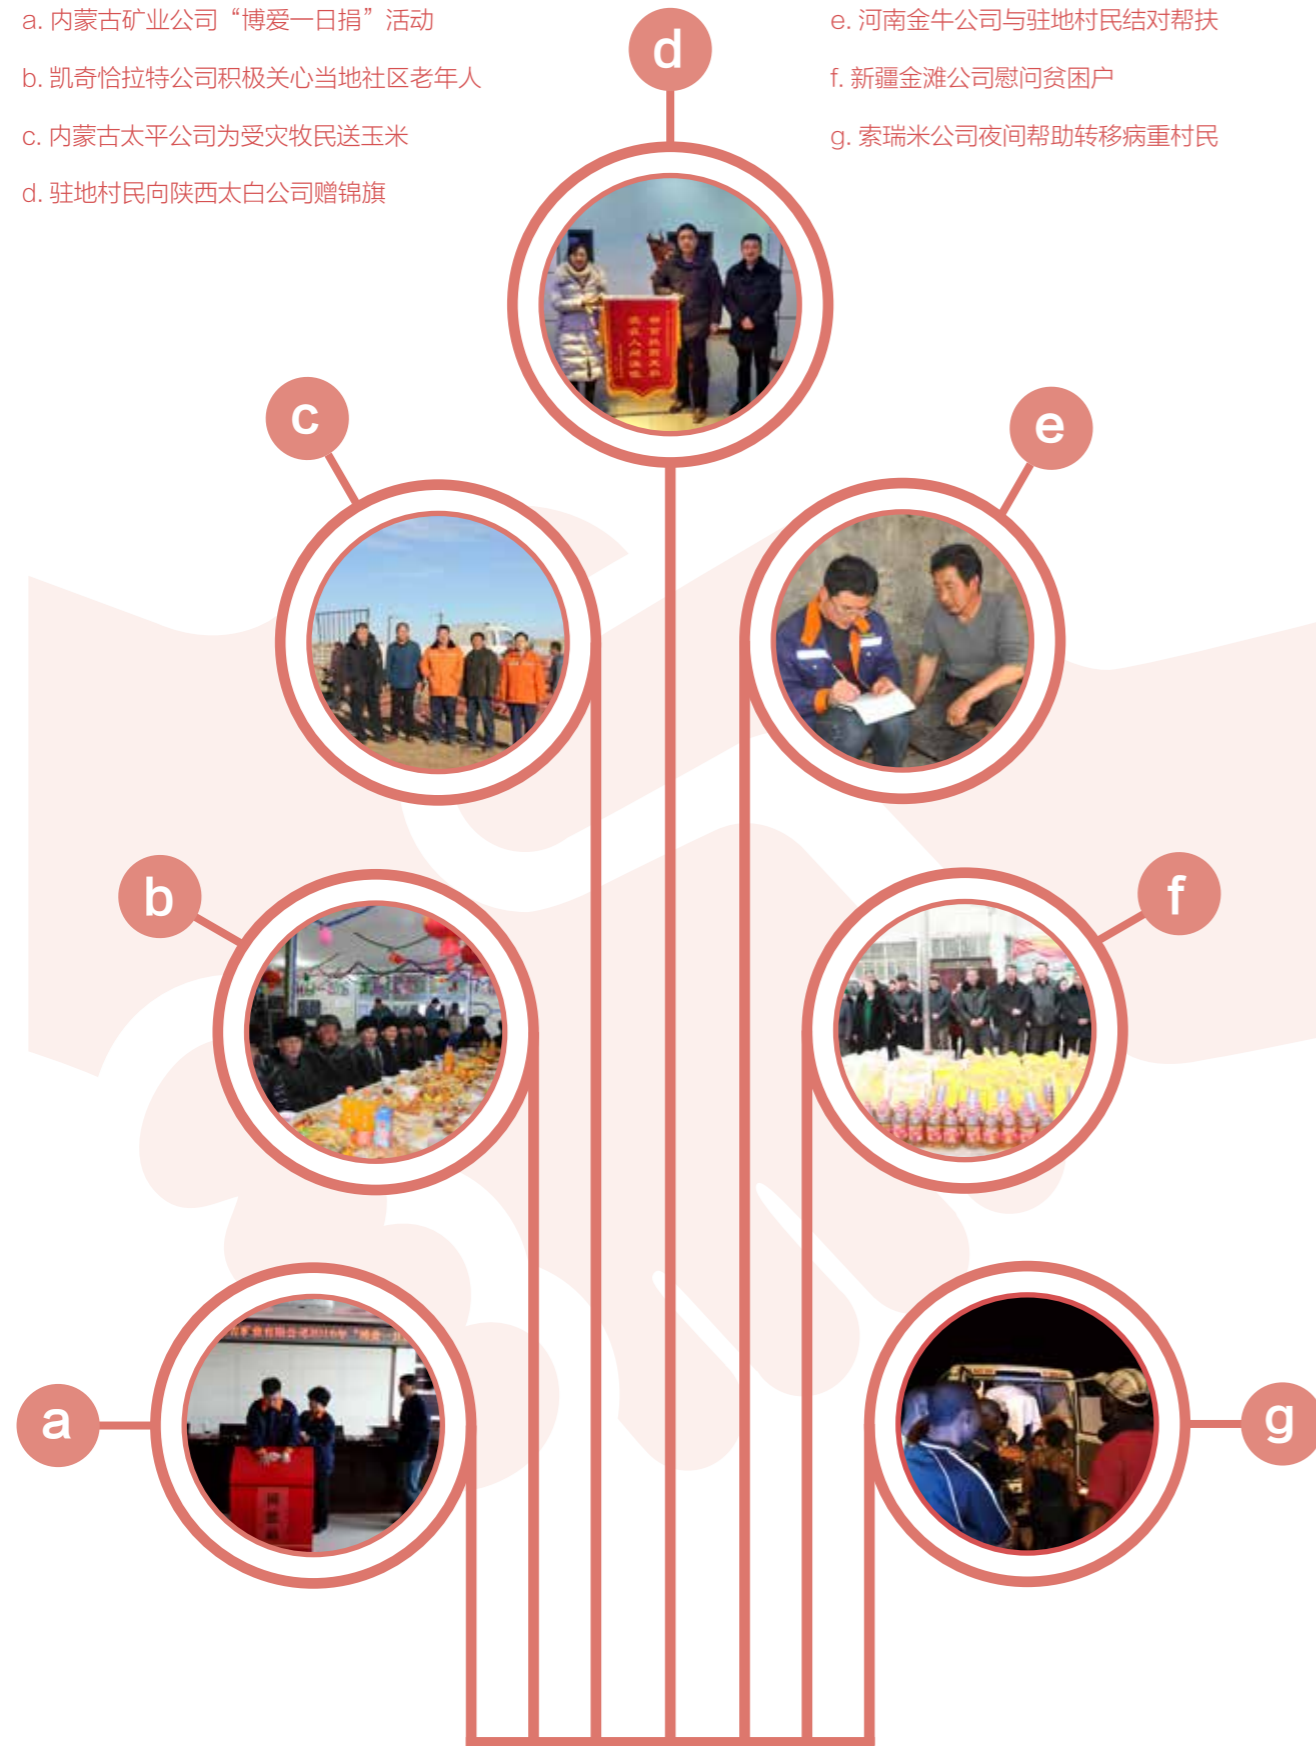 a. 内蒙古矿业公司“博爱一日捐”活动
b. 凯奇恰拉特公司积极关心当地社区老年人
c. 内蒙古太平公司为受灾牧民送玉米
d. 驻地村民向陕西太白公司赠锦旗
e. 河南金牛公司与驻地村民结对帮扶
f. 新疆金滩公司慰问贫困户
g. 索瑞米公司夜间帮助转移病重村民
d
c
e
b
f
a
g